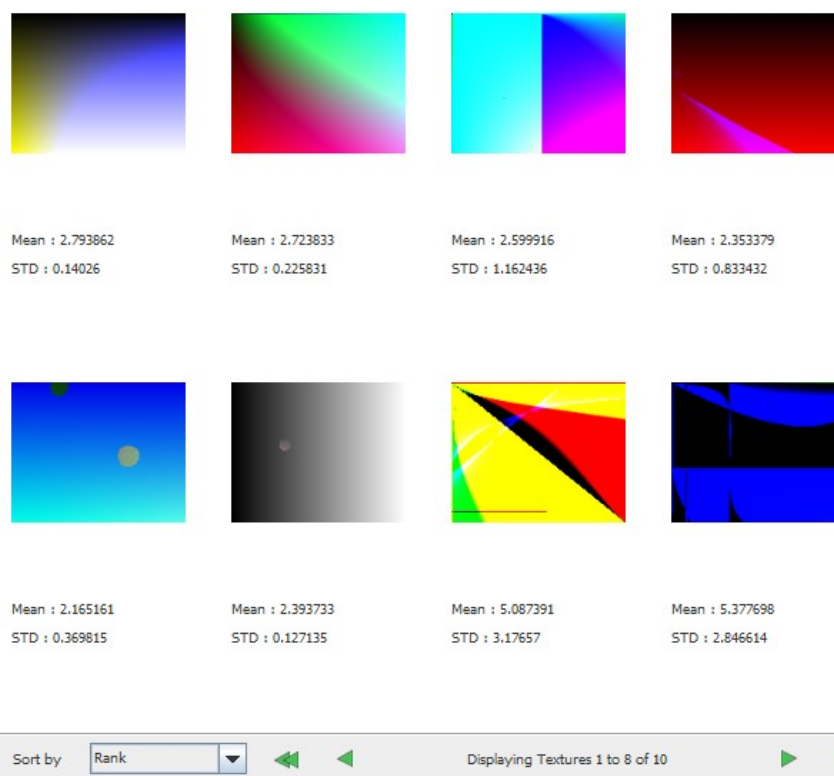 Mean : 2.793862
STD : 0.14026
Mean : 2.723833
STD : 0.225831
Mean : 2.599916
STD : 1.162436
Mean : 2.353379
STD : 0.833432
Mean : 2.165161
STD : 0.369815
Mean : 2.393733
STD : 0.127135
Mean : 5.087391
STD : 3.17657
Mean : 5.377698
STD : 2.846614
Sort by
Rank
Displaying Textures 1 to 8 of 10